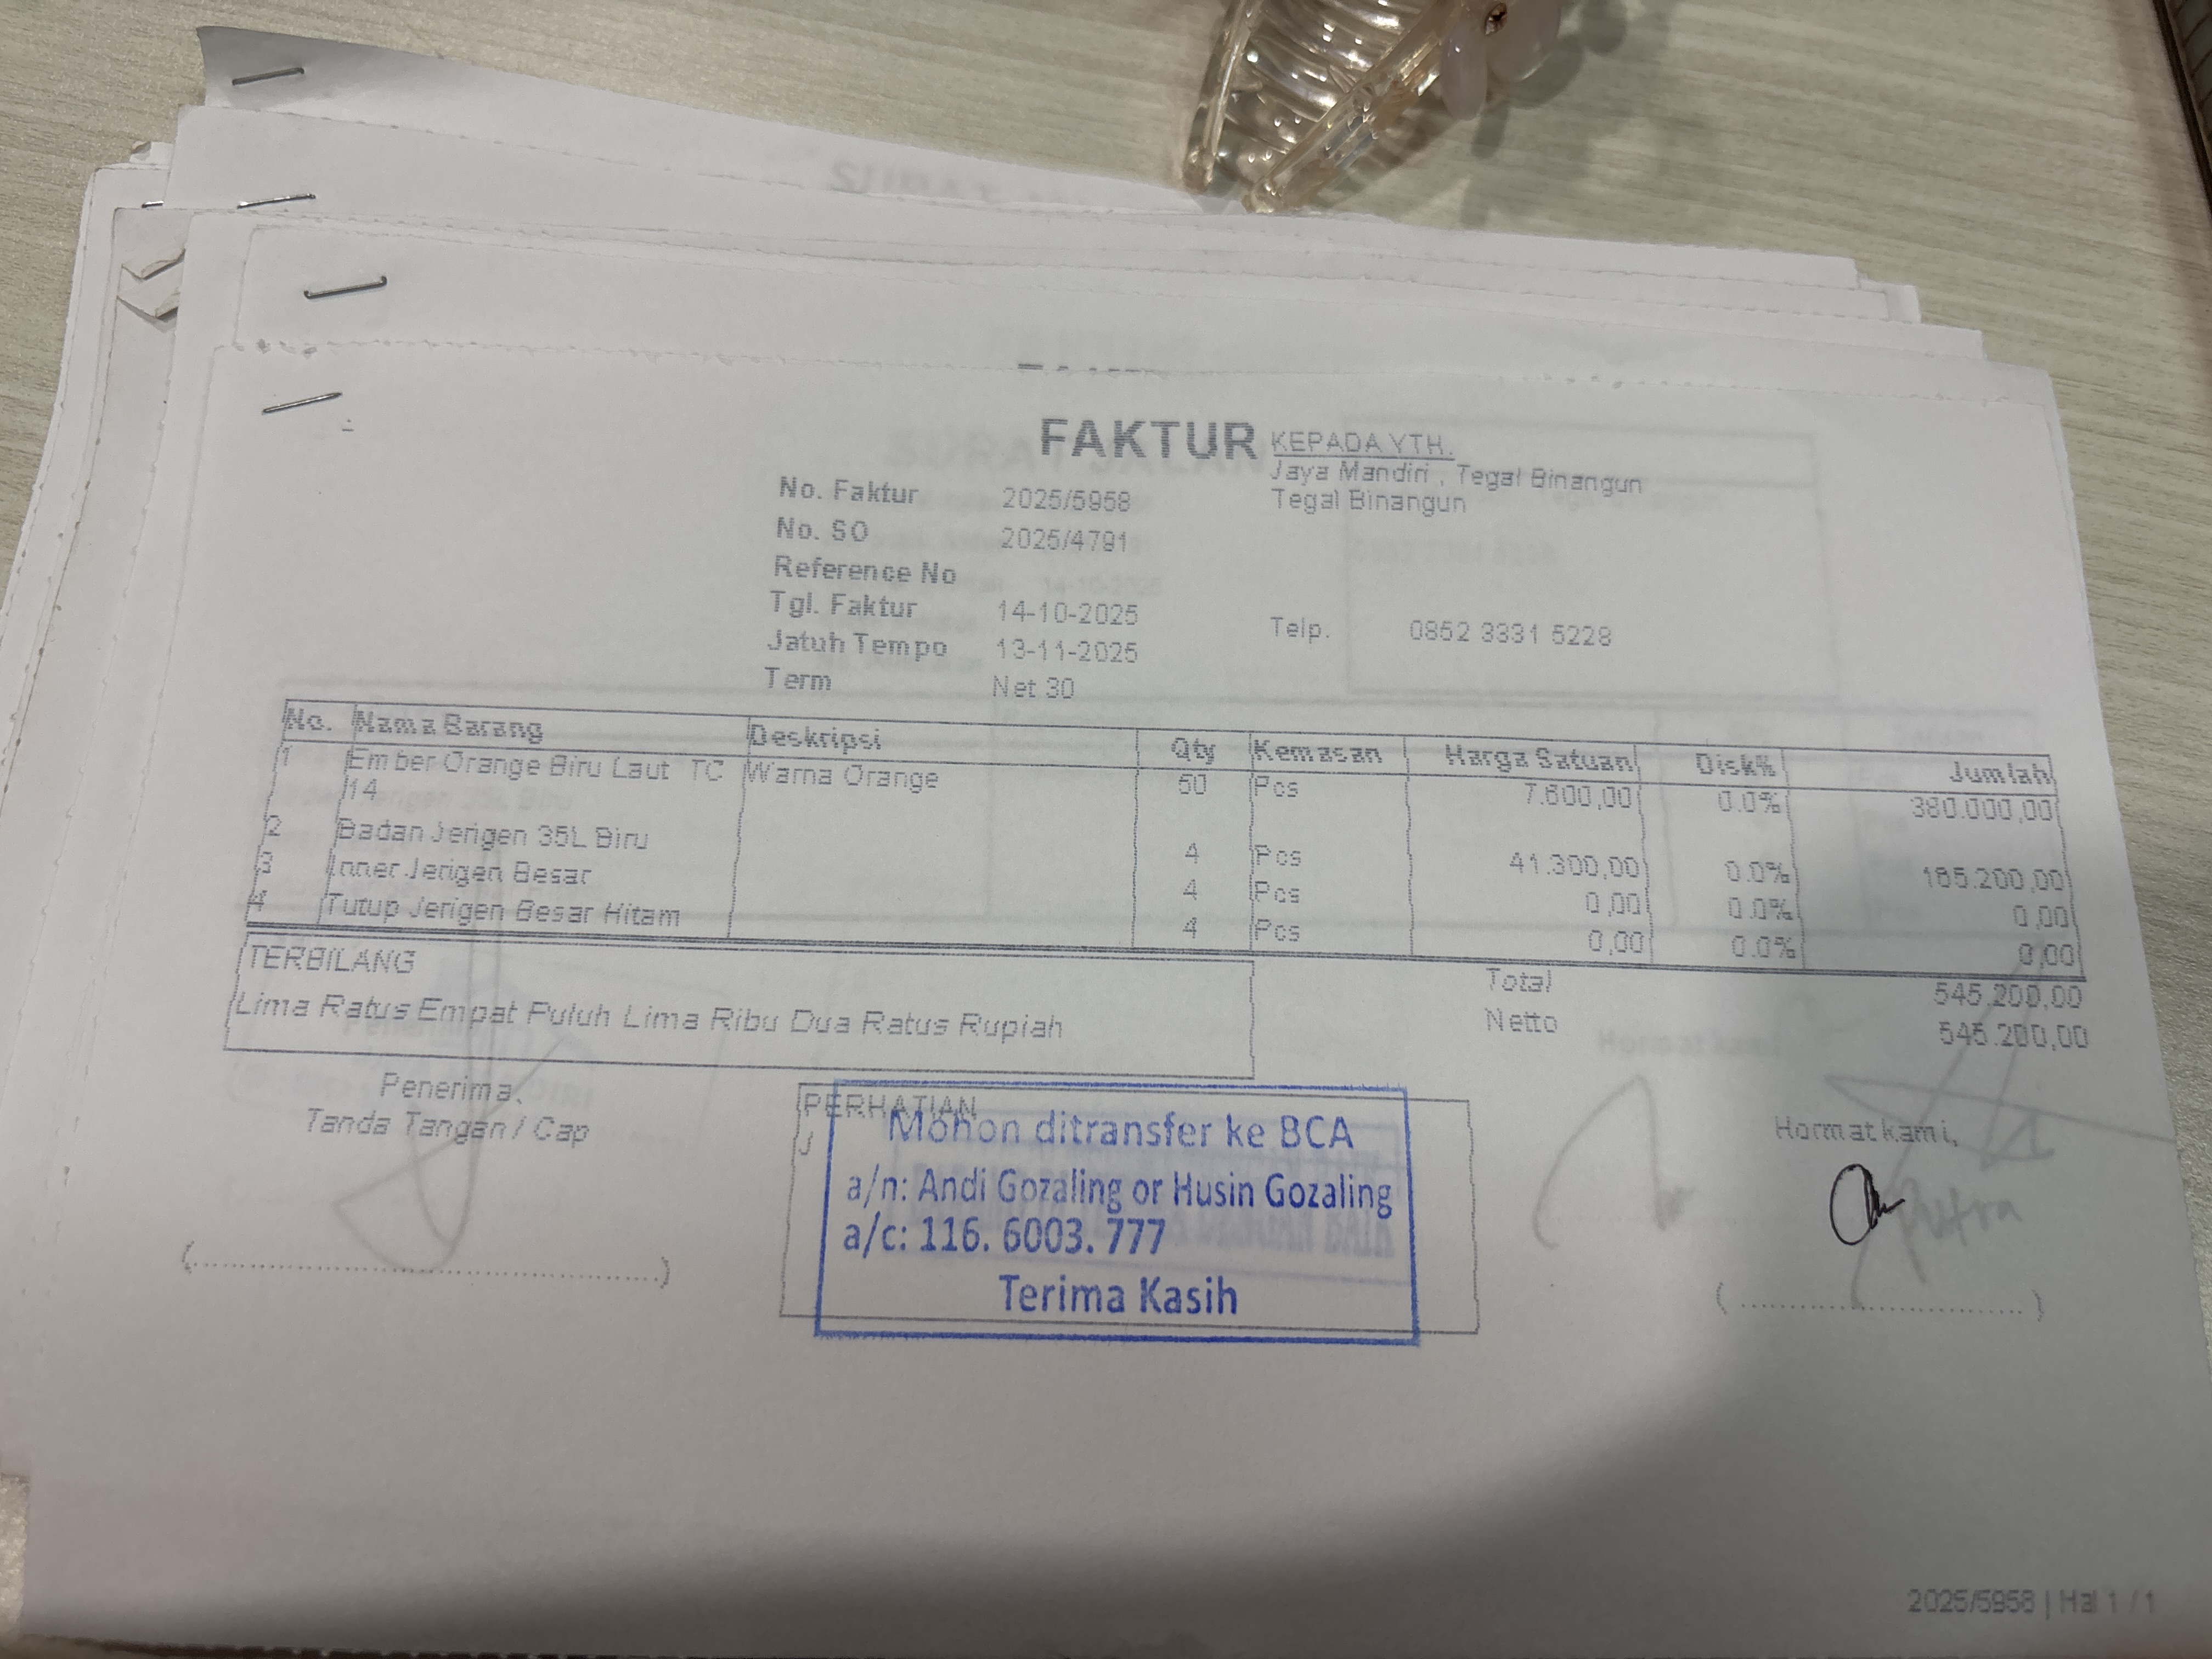 FAKTUR
KEPADA YTH.
Jaya Mandiri , Tegal Binangun
Tegal Binangun
No. Faktur 2025/5958
No. SO 2025/4791
Reference No
Tgl. Faktur 14-10-2025
Jatuh Tempo 13-11-2025
Term Net 30
Telp. 0852 3331 5228
No. Nama Barang Deskripsi Qty Kemasan Harga Satuan Disk% Jumlah
1 Ember Orange Biru Laut TC Warna Orange 50 Pcs 7.600,00 0.0% 380.000,00
14
2 Badan Jerigen 35L Biru 4 Pcs 41.300,00 0.0% 165.200,00
3 Inner Jerigen Besar 4 Pcs 0,00 0.0% 0,00
4 Tutup Jerigen Besar Hitam 4 Pcs 0,00 0.0% 0,00
TERBILANG
Lima Ratus Empat Puluh Lima Ribu Dua Ratus Rupiah
Total 545.200,00
Netto 545.200,00
Penerima,
Tanda Tangan / Cap
PERHATIAN
J
Mohon ditransfer ke BCA
a/n: Andi Gozaling or Husin Gozaling
a/c: 116. 6003. 777
Terima Kasih
Hormat kami,
Putra
2025/5958 | Hal 1 / 1